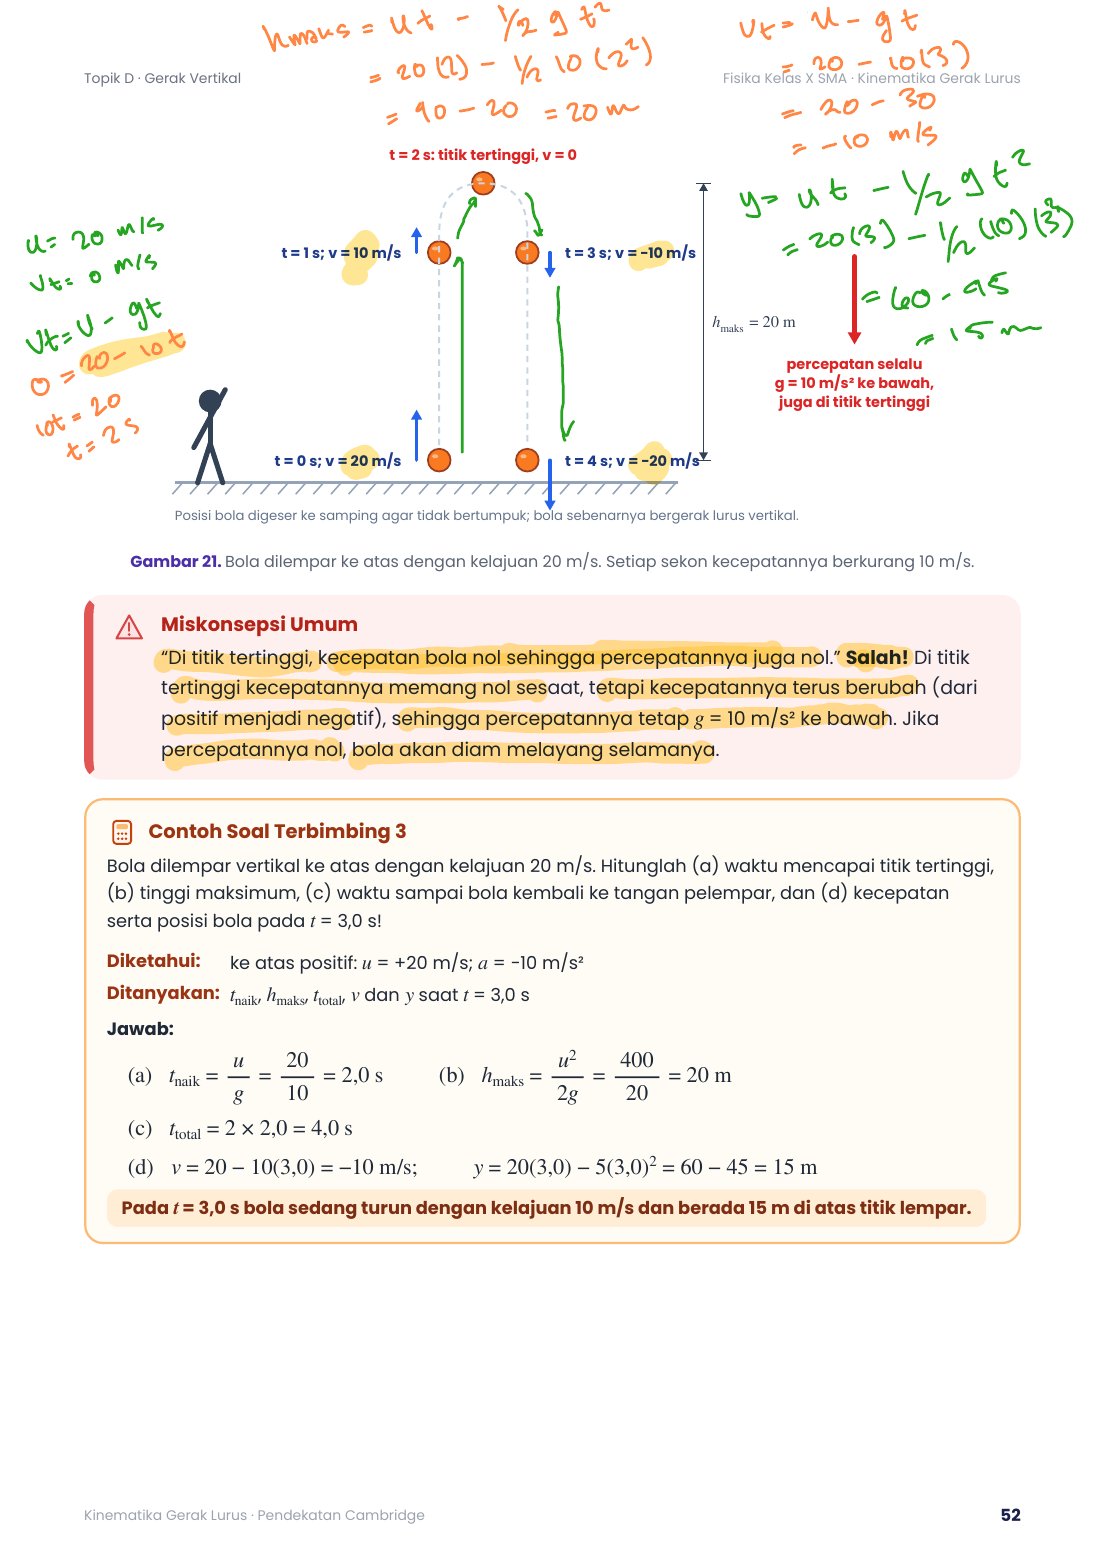 hmaks = ut - 1/2 g t²
= 20(2) - 1/2 10 (2²)
= 40 - 20 = 20 m
vt = u - gt
= 20 - 10(3)
= 20 - 30
= -10 m/s
Topik D · Gerak Vertikal
Fisika Kelas X SMA · Kinematika Gerak Lurus
t = 2 s: titik tertinggi, v = 0
y = ut - 1/2 g t²
= 20(3) - 1/2 (10)(3²)
= 60 - 45
= 15 m
u = 20 m/s
vt = 0 m/s
vt = u - gt
0 = 20 - 10t
10t = 20
t = 2 s
t = 1 s; v = 10 m/s
t = 3 s; v = -10 m/s
hmaks = 20 m
percepatan selalu
g = 10 m/s² ke bawah,
juga di titik tertinggi
t = 0 s; v = 20 m/s
t = 4 s; v = -20 m/s
Posisi bola digeser ke samping agar tidak bertumpuk; bola sebenarnya bergerak lurus vertikal.
Gambar 21. Bola dilempar ke atas dengan kelajuan 20 m/s. Setiap sekon kecepatannya berkurang 10 m/s.
Miskonsepsi Umum
“Di titik tertinggi, kecepatan bola nol sehingga percepatannya juga nol.” Salah! Di titik
tertinggi kecepatannya memang nol sesaat, tetapi kecepatannya terus berubah (dari
positif menjadi negatif), sehingga percepatannya tetap g = 10 m/s² ke bawah. Jika
percepatannya nol, bola akan diam melayang selamanya.
Contoh Soal Terbimbing 3
Bola dilempar vertikal ke atas dengan kelajuan 20 m/s. Hitunglah (a) waktu mencapai titik tertinggi,
(b) tinggi maksimum, (c) waktu sampai bola kembali ke tangan pelempar, dan (d) kecepatan
serta posisi bola pada t = 3,0 s!
Diketahui: ke atas positif: u = +20 m/s; a = -10 m/s²
Ditanyakan: tnaik, hmaks, ttotal, v dan y saat t = 3,0 s
Jawab:
(a) tnaik = u/g = 20/10 = 2,0 s (b) hmaks = u²/2g = 400/20 = 20 m
(c) ttotal = 2 × 2,0 = 4,0 s
(d) v = 20 − 10(3,0) = −10 m/s; y = 20(3,0) − 5(3,0)² = 60 − 45 = 15 m
Pada t = 3,0 s bola sedang turun dengan kelajuan 10 m/s dan berada 15 m di atas titik lempar.
Kinematika Gerak Lurus · Pendekatan Cambridge
52